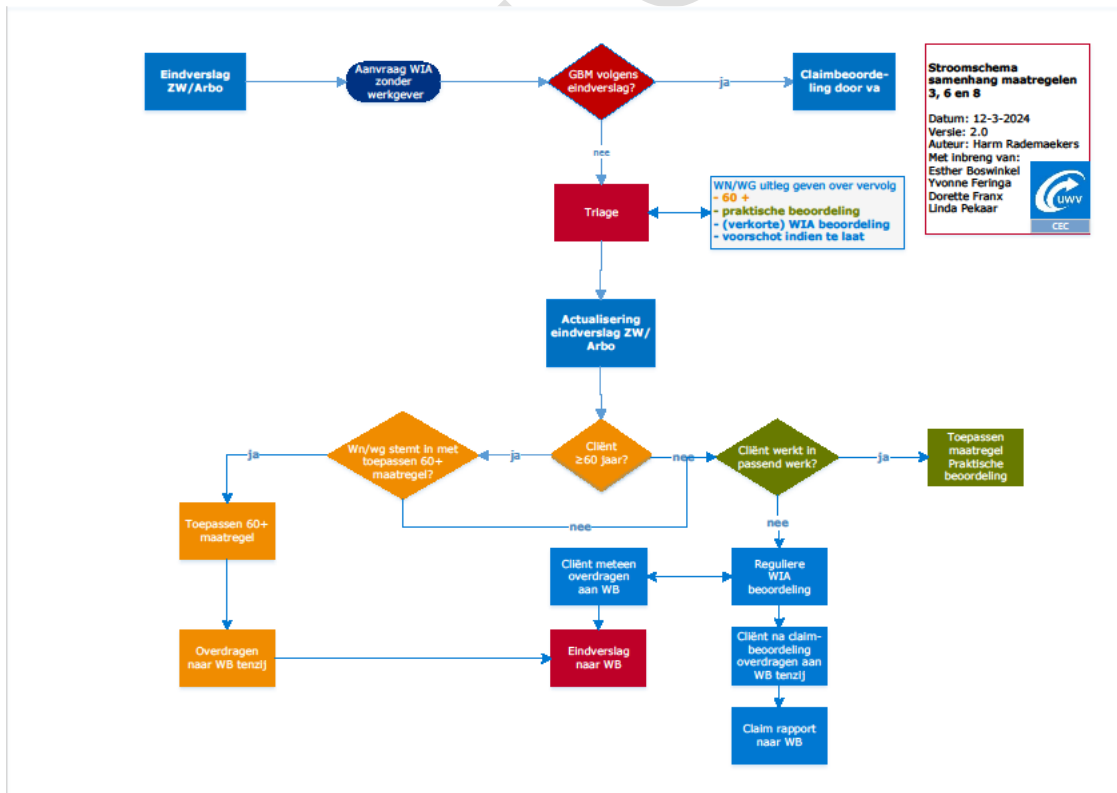 Eindverslag
ZW/Arbo
Aanvraag WIA
zonder
werkgever
GBM volgens
eindverslag?
ja
Claimbeoorde-
ling door va
Stroomschema
samenhang maatregelen
3, 6 en 8
Datum: 12-3-2024
Versie: 2.0
Auteur: Harm Rademaekers
Met inbreng van:
Esther Boswinkel
Yvonne Feringa
Dorette Franx
Linda Pekaar
UWV
CEC
nee
Triage
WN/WG uitleg geven over vervolg
- 60 +
- praktische beoordeling
- (verkorte) WIA beoordeling
- voorschot indien te laat
Actualisering
eindverslag ZW/
Arbo
ja
Wn/wg stemt in met
toepassen 60+
maatregel?
ja
Cliënt
≥60 jaar?
nee
Cliënt werkt in
passend werk?
ja
Toepassen
maatregel
Praktische
beoordeling
nee
nee
Toepassen 60+
maatregel
Cliënt meteen
overdragen
aan WB
Reguliere
WIA
beoordeling
Overdragen
naar WB tenzij
Eindverslag
naar WB
Cliënt na claim-
beoordeling
overdragen aan
WB tenzij
Claim rapport
naar WB